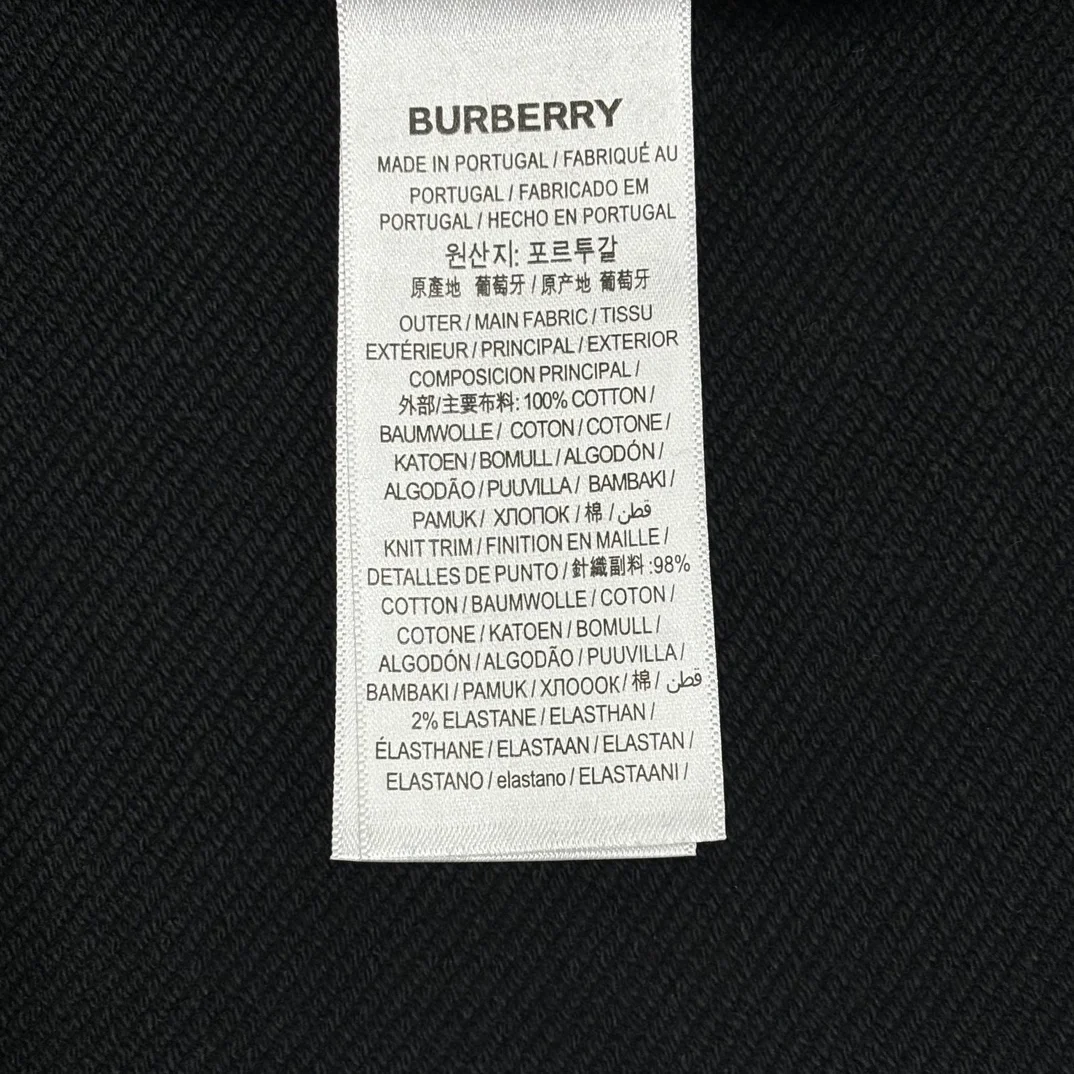 BURBERRY
MADE IN PORTUGAL / FABRIQUÉ AU
PORTUGAL / FABRICADO EM
PORTUGAL / HECHO EN PORTUGAL
원산지: 포르투갈
原產地 葡萄牙 / 原产地 葡萄牙
OUTER / MAIN FABRIC / TISSU
EXTÉRIEUR / PRINCIPAL / EXTERIOR
COMPOSICION PRINCIPAL /
外部/主要布料: 100% COTTON /
BAUMWOLLE / COTON / COTONE /
KATOEN / BOMULL / ALGODÓN /
ALGODÃO / PUUVILLA / BAMBAKI /
PAMUK / ХЛОПОК / 棉 / قطن
KNIT TRIM / FINITION EN MAILLE /
DETALLES DE PUNTO / 針織副料 :98%
COTTON / BAUMWOLLE / COTON /
COTONE / KATOEN / BOMULL /
ALGODÓN / ALGODÃO / PUUVILLA /
BAMBAKI / PAMUK / ХЛОООК / 棉 / قطن
2% ELASTANE / ELASTHAN /
ÉLASTHANE / ELASTAAN / ELASTAN /
ELASTANO / elastano / ELASTAANI /